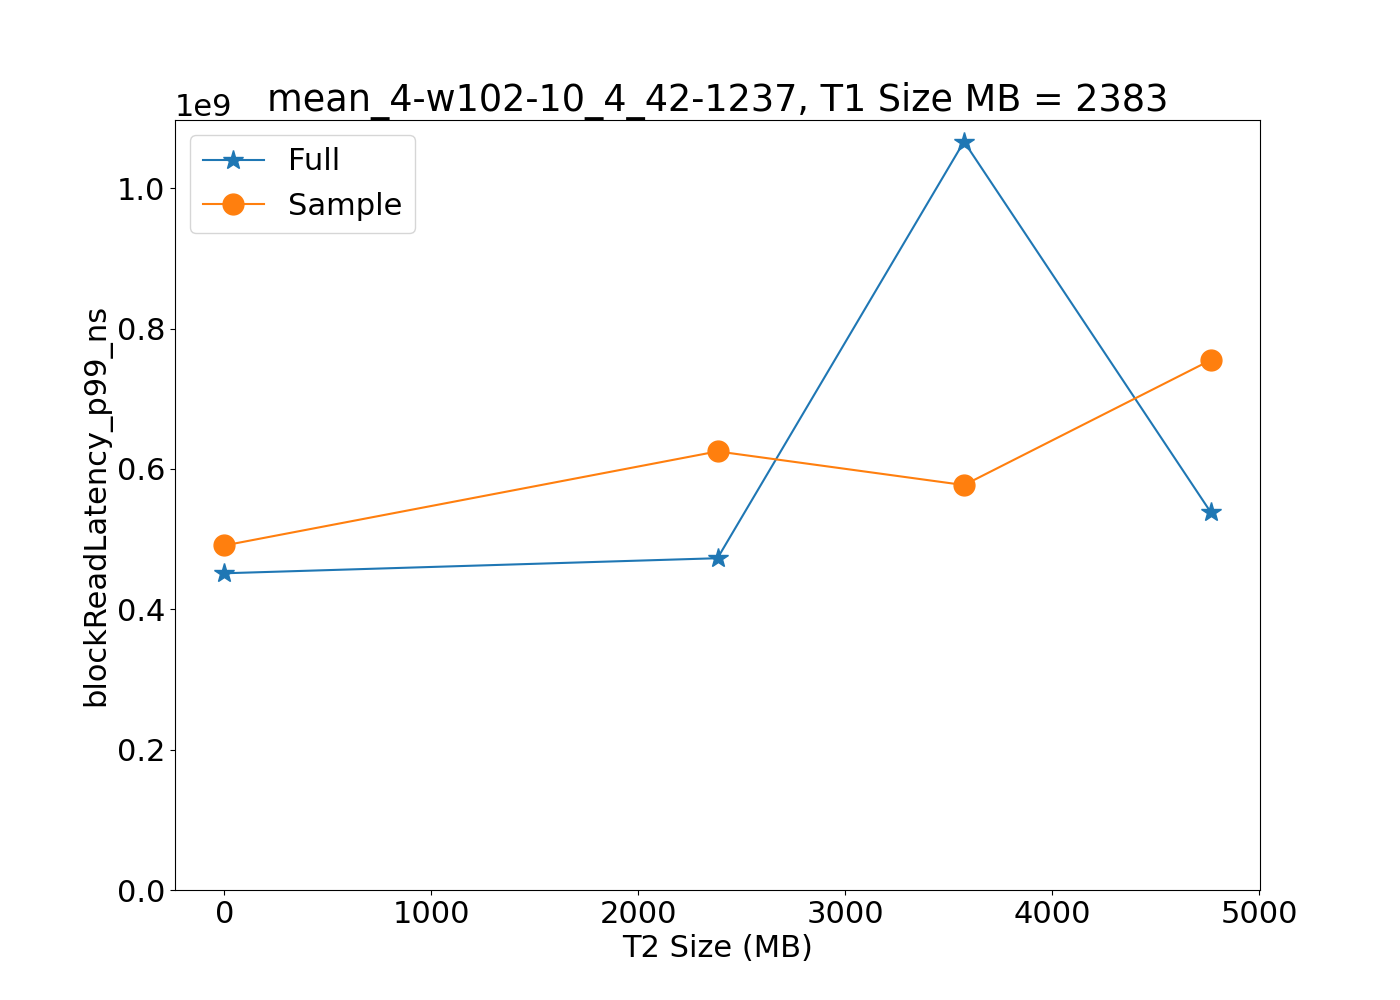 mean_4-w102-10_4_42-1237, T1 Size MB = 2383
1e9
Full
Sample
1.0
0.8
0.6
0.4
0.2
0.0
blockReadLatency_p99_ns
0 1000 2000 3000 4000 5000
T2 Size (MB)